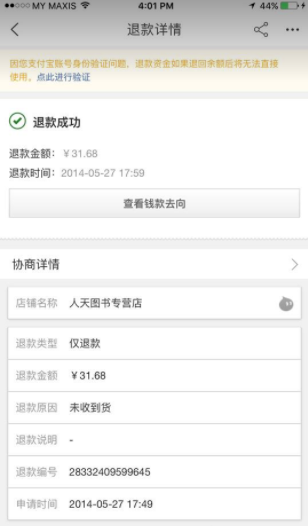 MY MAXIS 4:01 PM 44%
退款详情
因您支付宝账号身份验证问题，退款资金如果退回余额后将无法直接
使用。点此进行验证
退款成功
退款金额：￥31.68
退款时间：2014-05-27 17:59
查看钱款去向
协商详情
店铺名称 人天图书专营店
退款类型 仅退款
退款金额 ￥31.68
退款原因 未收到货
退款说明 -
退款编号 28332409599645
申请时间 2014-05-27 17:49